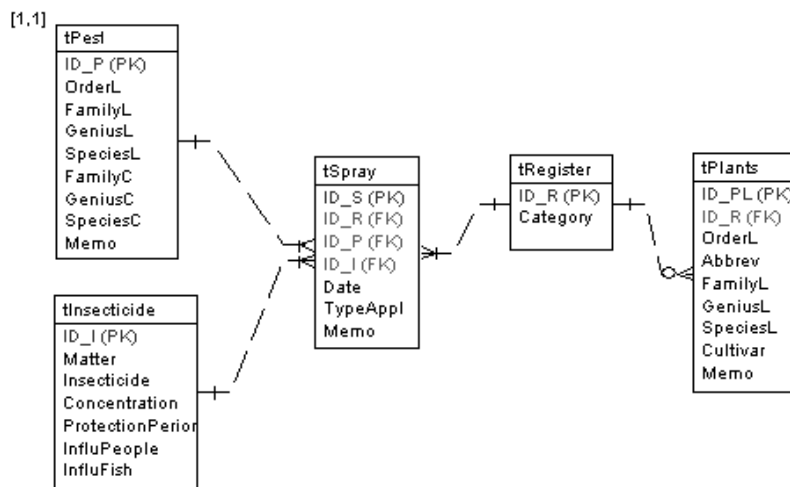 [1,1]
tPest
ID_P (PK)
OrderL
FamilyL
GeniusL
SpeciesL
FamilyC
GeniusC
SpeciesC
Memo
tInsecticide
ID_I (PK)
Matter
Insecticide
Concentration
ProtectionPerior
InfluPeople
InfluFish
tSpray
ID_S (PK)
ID_R (FK)
ID_P (FK)
ID_I (FK)
Date
TypeAppl
Memo
tRegister
ID_R (PK)
Category
tPlants
ID_PL (PK)
ID_R (FK)
OrderL
Abbrev
FamilyL
GeniusL
SpeciesL
Cultivar
Memo